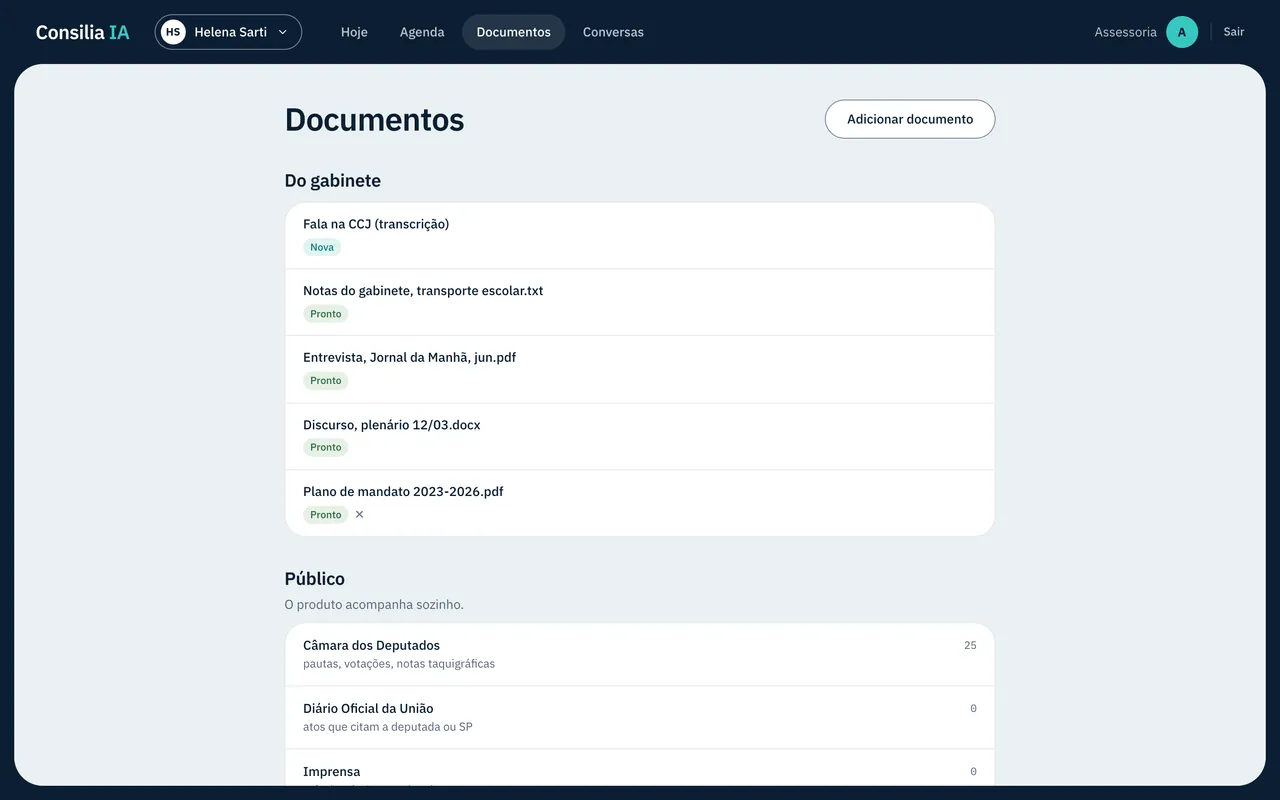 Consilia IA
HS Helena Sarti
Hoje
Agenda
Documentos
Conversas
Assessoria
A
Sair
Documentos
Adicionar documento
Do gabinete
Fala na CCJ (transcrição)
Nova
Notas do gabinete, transporte escolar.txt
Pronto
Entrevista, Jornal da Manhã, jun.pdf
Pronto
Discurso, plenário 12/03.docx
Pronto
Plano de mandato 2023-2026.pdf
Pronto ×
Público
O produto acompanha sozinho.
Câmara dos Deputados
25
pautas, votações, notas taquigráficas
Diário Oficial da União
0
atos que citam a deputada ou SP
Imprensa
0